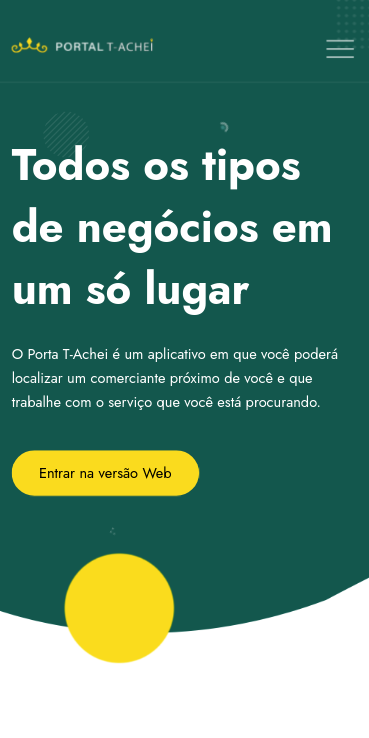 PORTAL T-ACHEi
Todos os tipos
de negócios em
um só lugar
O Porta T-Achei é um aplicativo em que você poderá
localizar um comerciante próximo de você e que
trabalhe com o serviço que você está procurando.
Entrar na versão Web